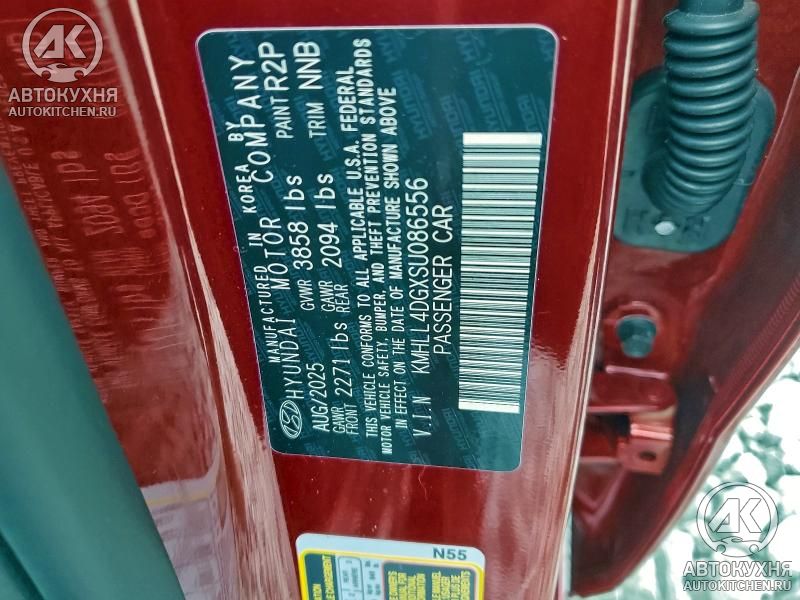 АВТОКУХНЯ
AUTOKITCHEN.RU
MANUFACTURED IN KOREA BY
HYUNDAI MOTOR COMPANY
AUG/2025 GVWR 3858 lbs PAINT R2P
GAWR FRONT 2271 lbs GAWR REAR 2094 lbs TRIM NNB
THIS VEHICLE CONFORMS TO ALL APPLICABLE U.S.A. FEDERAL
MOTOR VEHICLE SAFETY, BUMPER, AND THEFT PREVENTION STANDARDS
IN EFFECT ON THE DATE OF MANUFACTURE SHOWN ABOVE
V.I.N KMHLL4DGXSU086556
PASSENGER CAR
N55
АВТОКУХНЯ
AUTOKITCHEN.RU